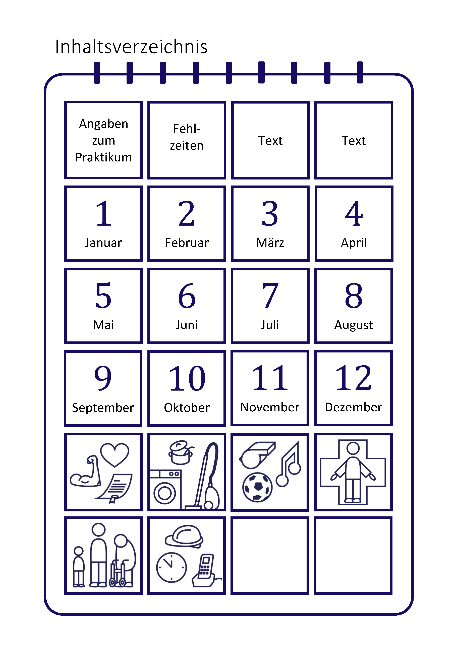 Inhaltsverzeichnis
Angaben
zum
Praktikum
Fehl-
zeiten
Text
Text
1
Januar
2
Februar
3
März
4
April
5
Mai
6
Juni
7
Juli
8
August
9
September
10
Oktober
11
November
12
Dezember